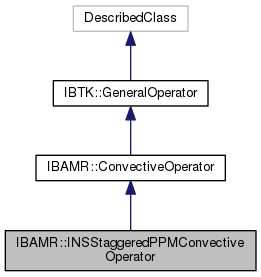 DescribedClass
IBTK::GeneralOperator
IBAMR::ConvectiveOperator
IBAMR::INSStaggeredPPMConvective
Operator